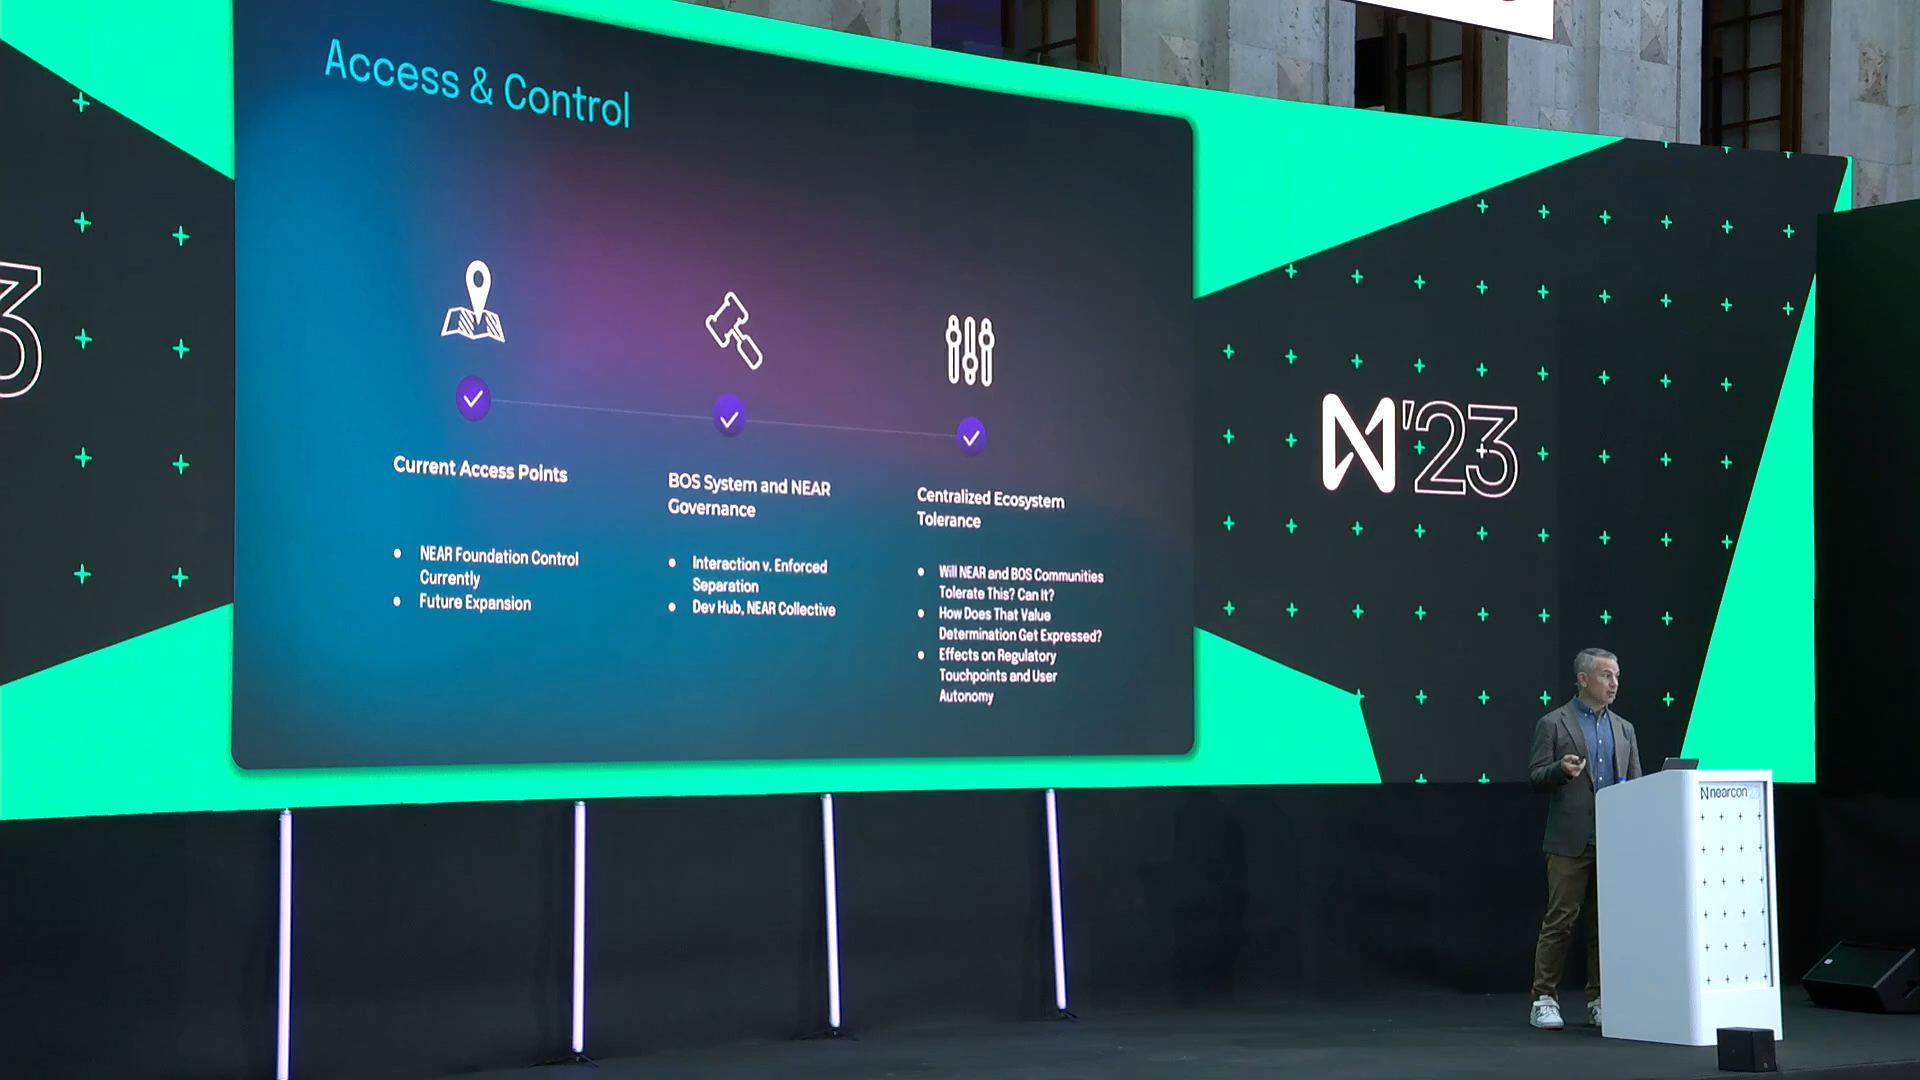 Access & Control
Current Access Points
NEAR Foundation Control
Currently
Future Expansion
BOS System and NEAR
Governance
Interaction v. Enforced
Separation
Dev Hub, NEAR Collective
Centralized Ecosystem
Tolerance
Will NEAR and BOS Communities
Tolerate This? Can It?
How Does That Value
Determination Get Expressed?
Effects on Regulatory
Touchpoints and User
Autonomy
3
N'23
nearcon